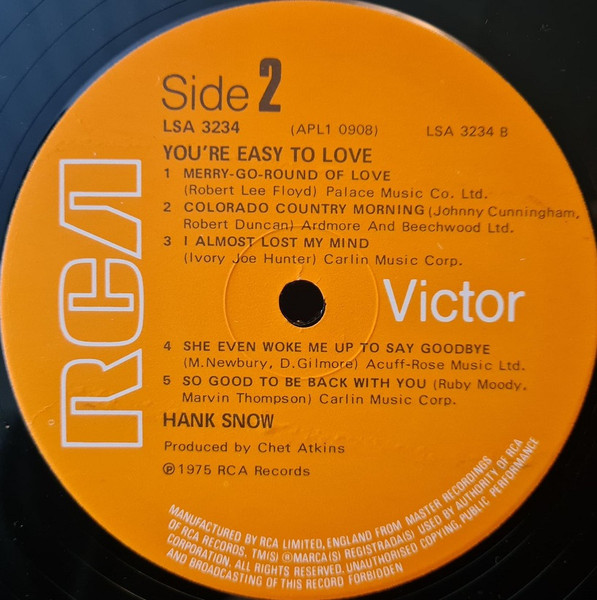 Side 2
LSA 3234 (APL1 0908) LSA 3234 B
YOU'RE EASY TO LOVE
1 MERRY-GO-ROUND OF LOVE
(Robert Lee Floyd) Palace Music Co. Ltd.
2 COLORADO COUNTRY MORNING (Johnny Cunningham,
Robert Duncan) Ardmore And Beechwood Ltd.
3 I ALMOST LOST MY MIND
(Ivory Joe Hunter) Carlin Music Corp.
RCA
Victor
4 SHE EVEN WOKE ME UP TO SAY GOODBYE
(M.Newbury, D.Gilmore) Acuff-Rose Music Ltd.
5 SO GOOD TO BE BACK WITH YOU (Ruby Moody,
Marvin Thompson) Carlin Music Corp.
HANK SNOW
Produced by Chet Atkins
℗1975 RCA Records
MANUFACTURED BY RCA LIMITED, ENGLAND FROM MASTER RECORDINGS
OF RCA RECORDS, TM(S) ® MARCA(S) REGISTRADA(S) USED BY AUTHORITY OF RCA
CORPORATION, ALL RIGHTS RESERVED. UNAUTHORISED COPYING, PUBLIC PERFORMANCE
AND BROADCASTING OF THIS RECORD FORBIDDEN